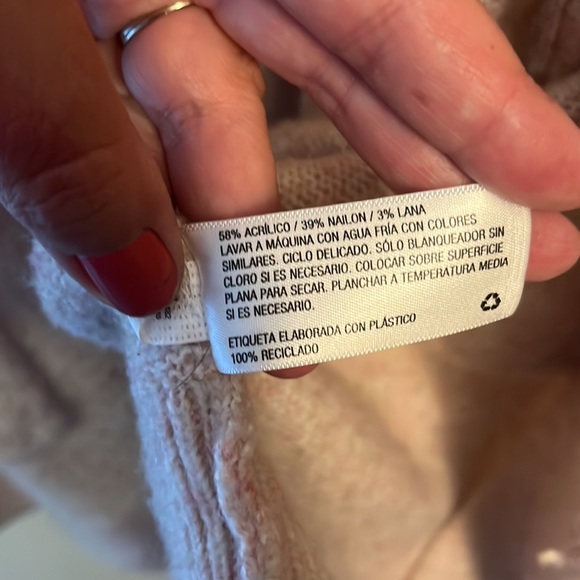 58% ACRÍLICO / 39% NAILON / 3% LANA
LAVAR A MÁQUINA CON AGUA FRÍA CON COLORES
SIMILARES. CICLO DELICADO. SÓLO BLANQUEADOR SIN
CLORO SI ES NECESARIO. COLOCAR SOBRE SUPERFICIE
PLANA PARA SECAR. PLANCHAR A TEMPERATURA MEDIA
SI ES NECESARIO.
ETIQUETA ELABORADA CON PLÁSTICO
100% RECICLADO